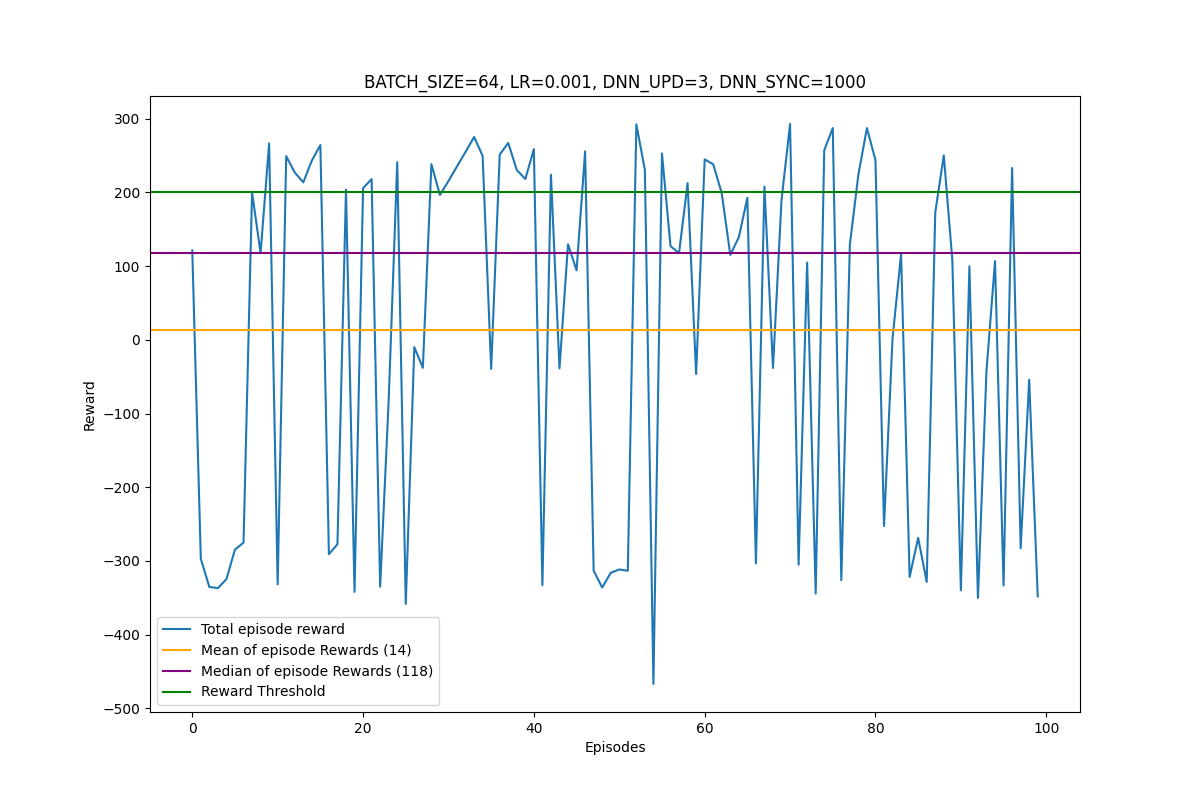 BATCH_SIZE=64, LR=0.001, DNN_UPD=3, DNN_SYNC=1000
300
200
100
0
−100
−200
−300
−400
−500
Reward
Total episode reward
Mean of episode Rewards (14)
Median of episode Rewards (118)
Reward Threshold
0 20 40 60 80 100
Episodes